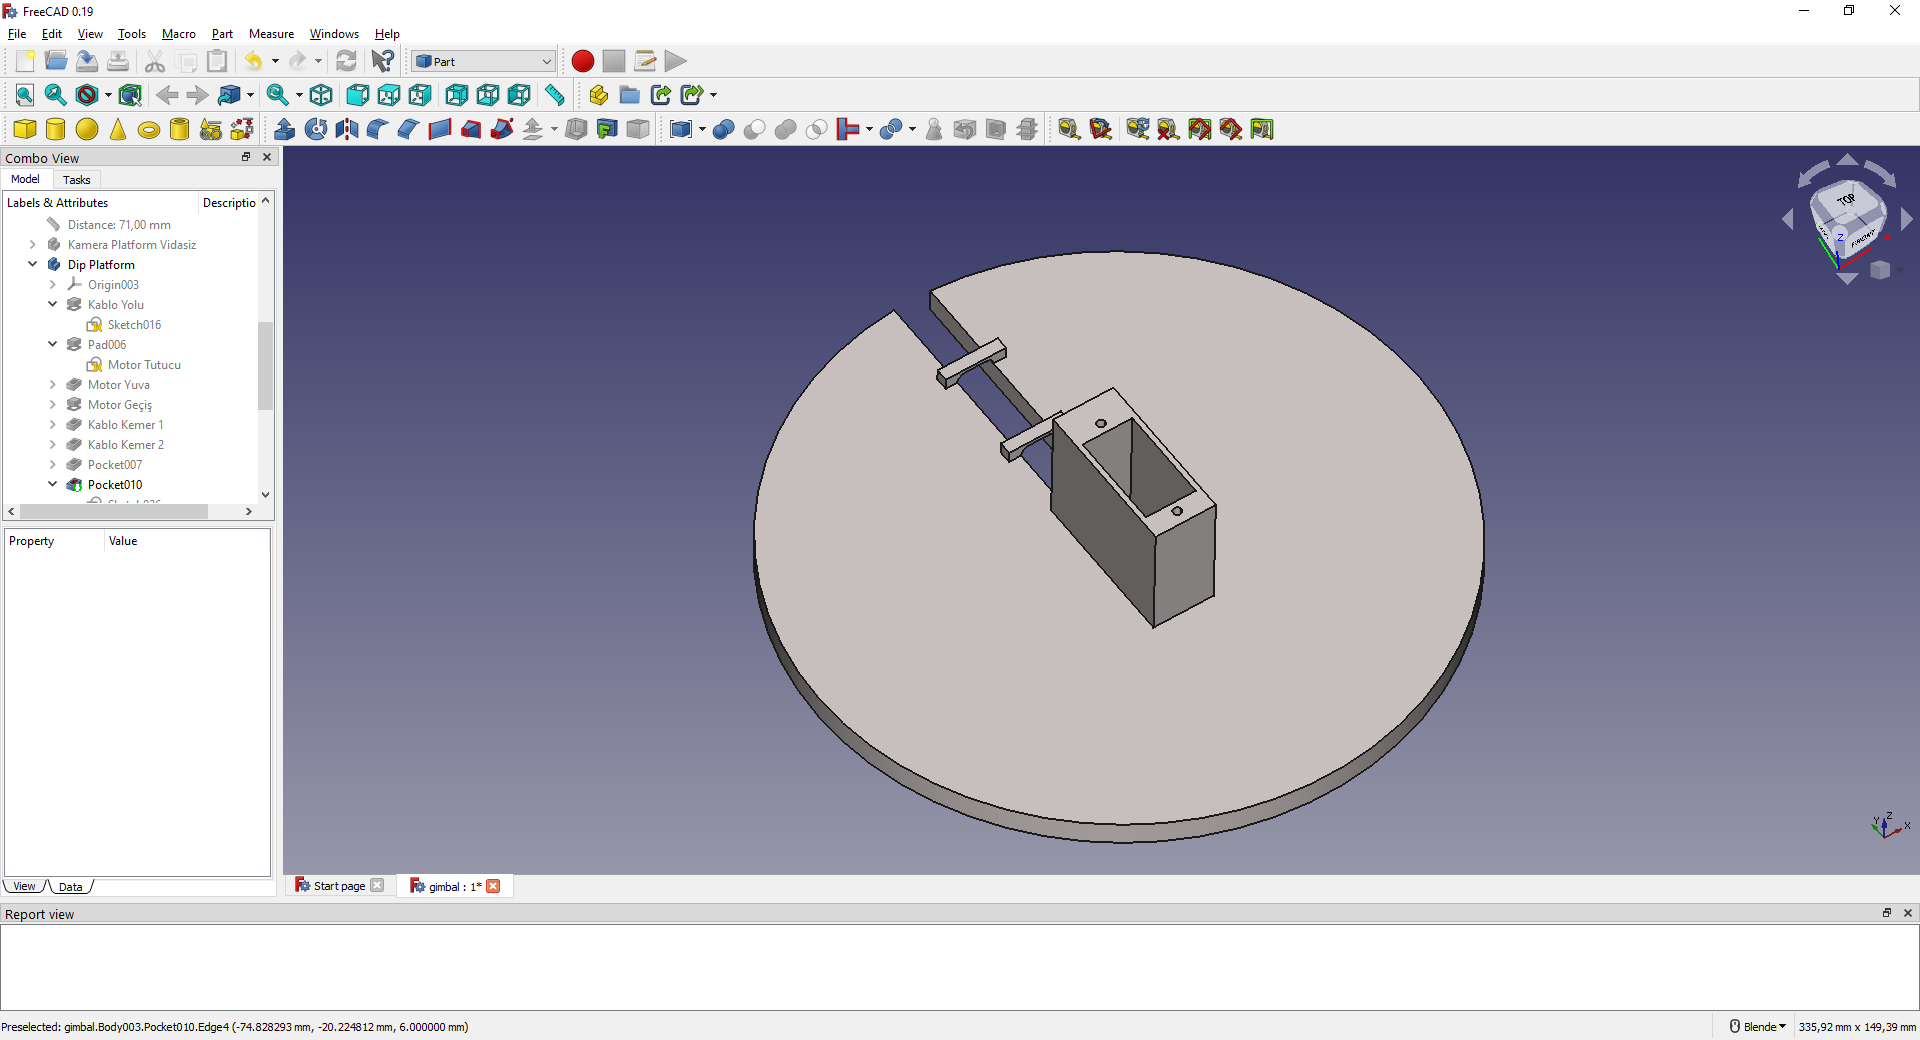 FreeCAD 0.19
File Edit View Tools Macro Part Measure Windows Help
Part
Combo View
Model Tasks
Labels & Attributes Descriptio
Distance: 71,00 mm
Kamera Platform Vidasiz
Dip Platform
Origin003
Kablo Yolu
Sketch016
Pad006
Motor Tutucu
Motor Yuva
Motor Geçiş
Kablo Kemer 1
Kablo Kemer 2
Pocket007
Pocket010
Property Value
View Data
TOP
FRONT
Z
Z
Y
X
Start page gimbal : 1*
Report view
Preselected: gimbal.Body003.Pocket010.Edge4 (-74.828293 mm, -20.224812 mm, 6.000000 mm)
Blende 335,92 mm x 149,39 mm